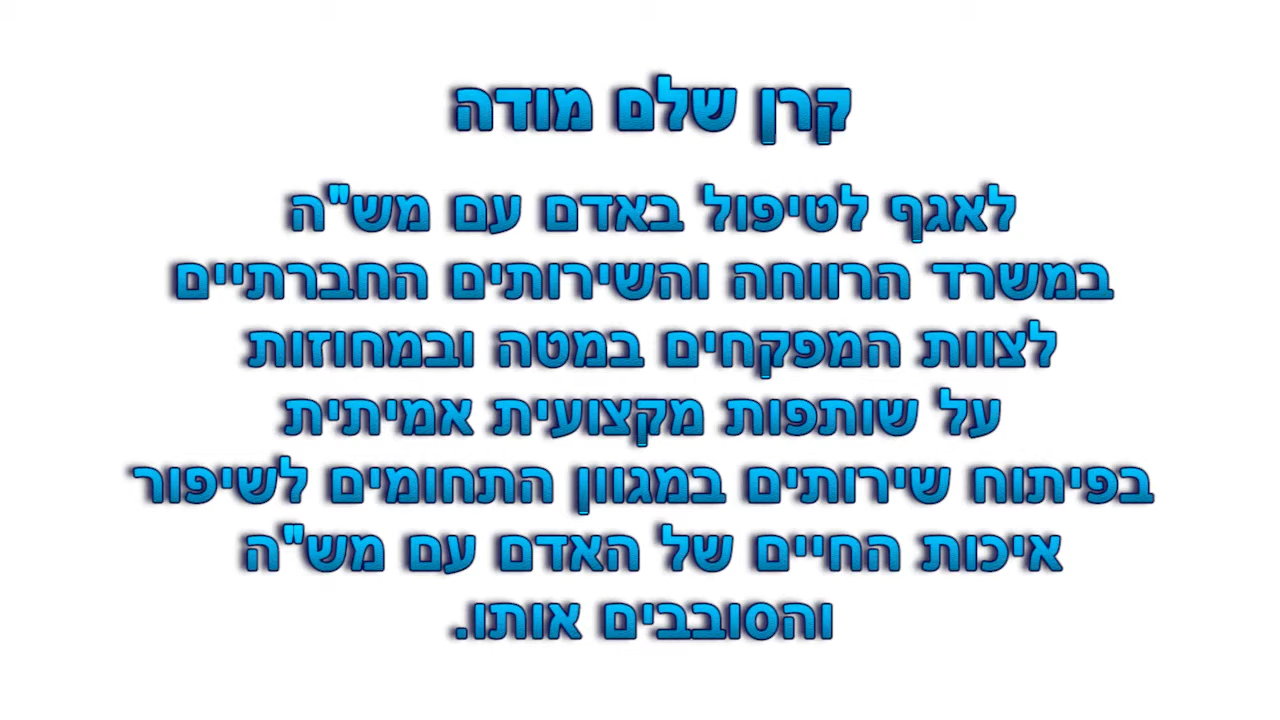 קרן שלם מודה
לאגף לטיפול באדם עם מש"ה
במשרד הרווחה והשירותים החברתיים
לצוות המפקחים במטה ובמחוזות
על שותפות מקצועית אמיתית
בפיתוח שירותים במגוון התחומים לשיפור
איכות החיים של האדם עם מש"ה
והסובבים אותו.